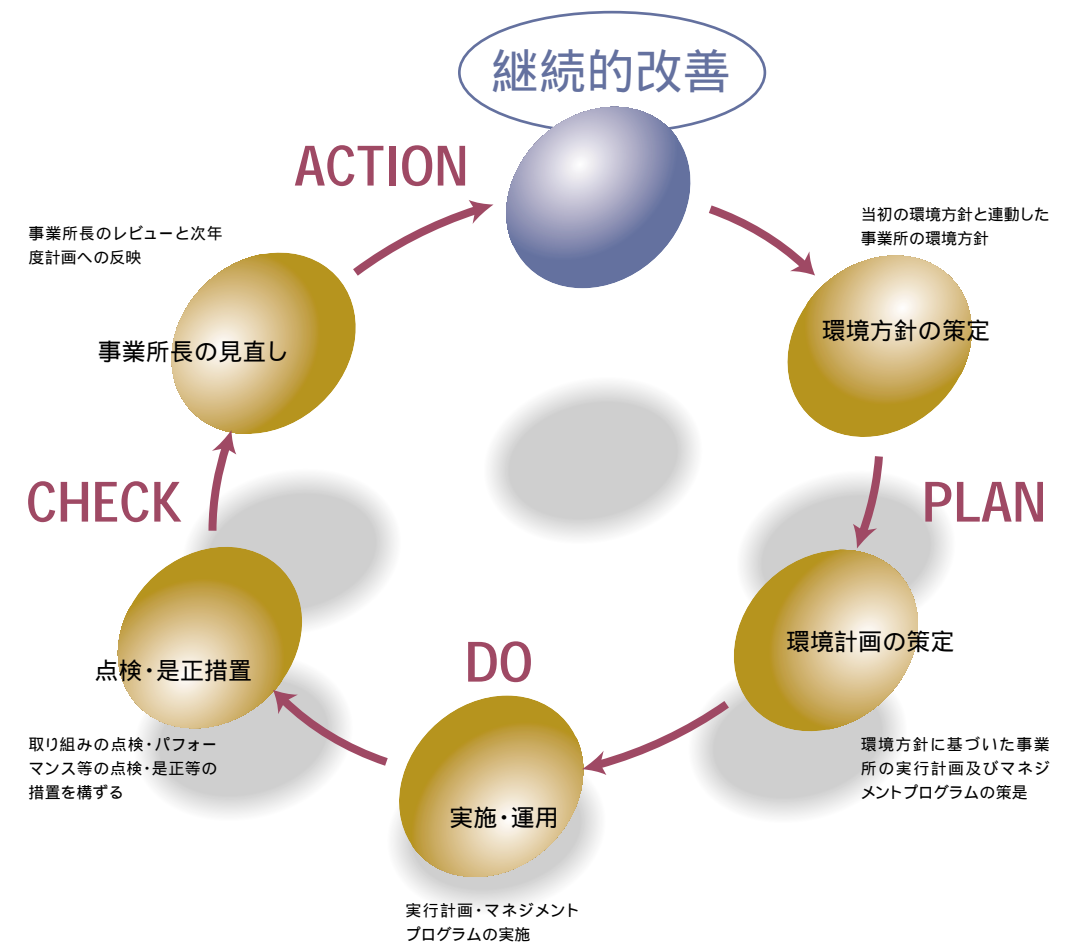 継続的改善
ACTION
当初の環境方針と連動した
事業所の環境方針
環境方針の策定
PLAN
環境計画の策定
環境方針に基づいた事業
所の実行計画及びマネジ
メントプログラムの策是
DO
実施・運用
実行計画・マネジメント
プログラムの実施
点検・是正措置
取り組みの点検・パフォー
マンス等の点検・是正等の
措置を構ずる
CHECK
事業所長のレビューと次年
度計画への反映
事業所長の見直し